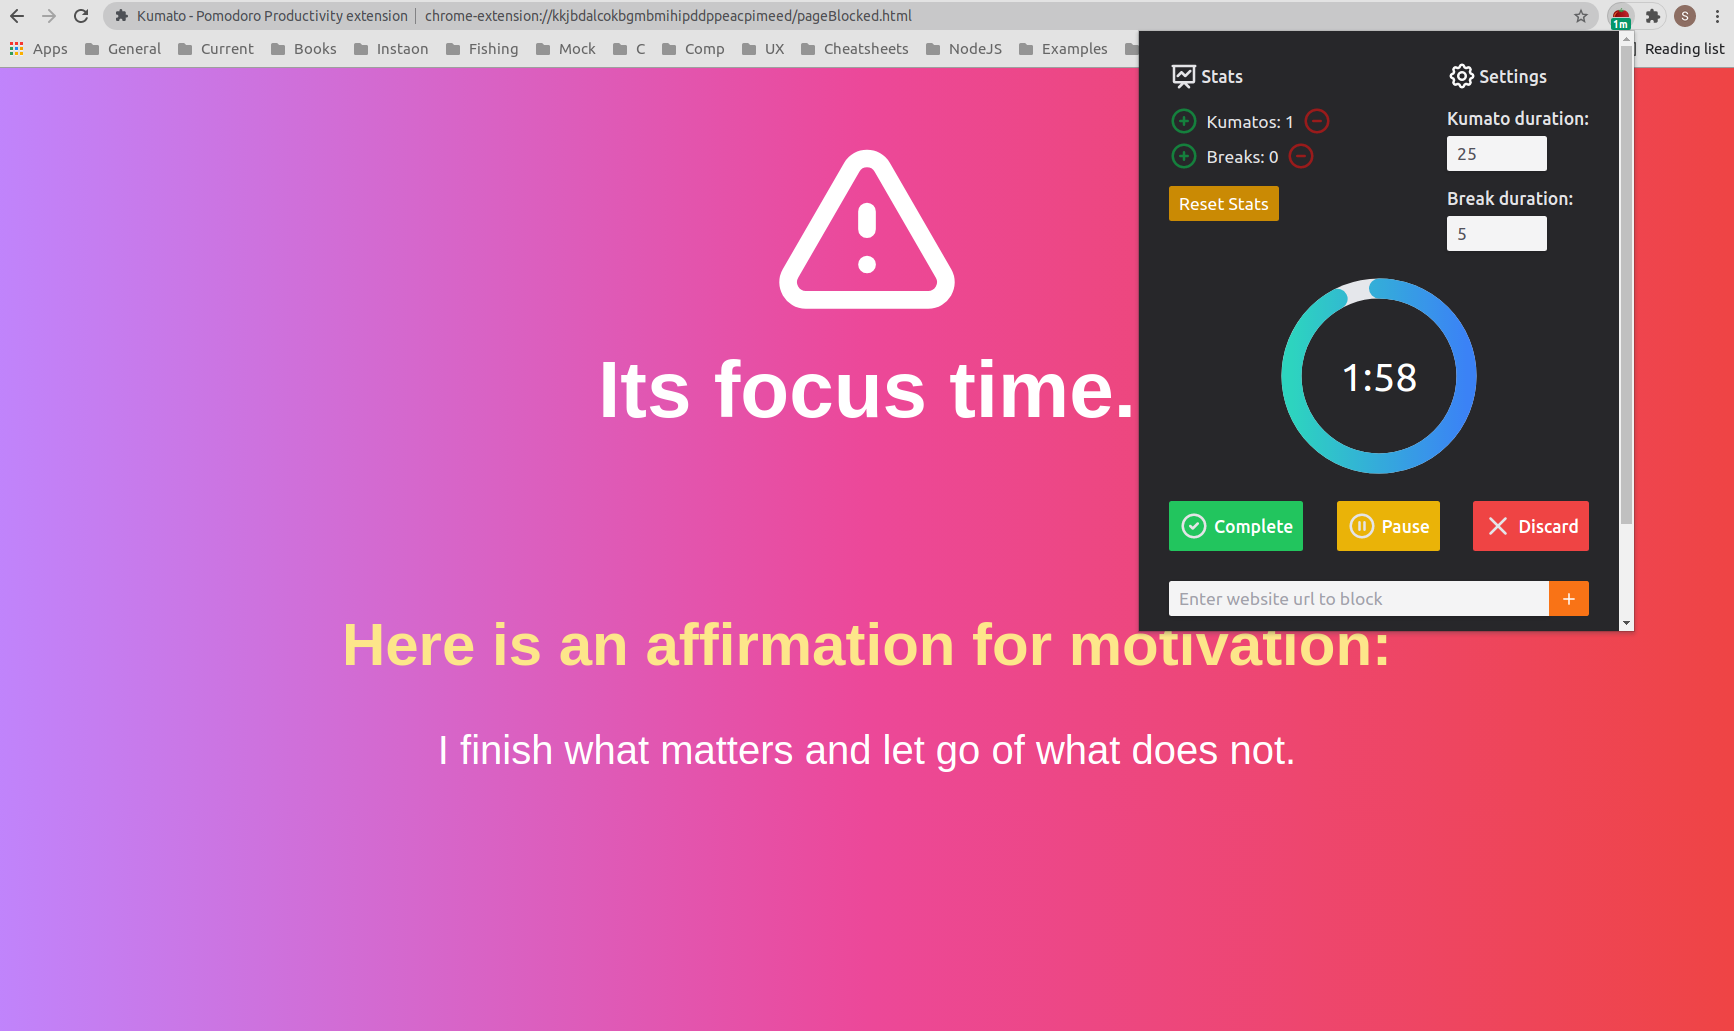 Kumato - Pomodoro Productivity extension | chrome-extension://kkjbdalcokbgmbmihipddppeacpimeed/pageBlocked.html
1m
S
Apps General Current Books Instaon Fishing Mock C Comp UX Cheatsheets NodeJS Examples Reading list
Its focus time.
Here is an affirmation for motivation:
I finish what matters and let go of what does not.
Stats
Kumatos: 1
Breaks: 0
Reset Stats
Settings
Kumato duration:
25
Break duration:
5
1:58
Complete Pause Discard
Enter website url to block +